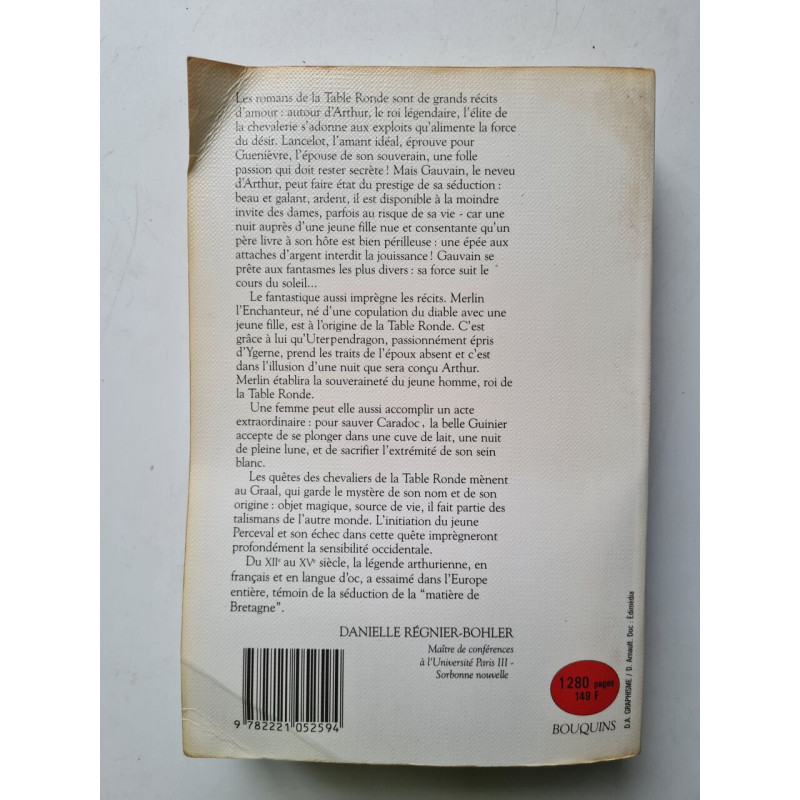 Les romans de la Table Ronde sont de grands récits
d'amour : autour d'Arthur, le roi légendaire, l'élite de
la chevalerie s'adonne aux exploits qu'alimente la force
du désir. Lancelot, l'amant idéal, éprouve pour
Guenièvre, l'épouse de son souverain, une folle
passion qui doit rester secrète ! Mais Gauvain, le neveu
d'Arthur, peut faire état du prestige de sa séduction :
beau et galant, ardent, il est disponible à la moindre
invite des dames, parfois au risque de sa vie - car une
nuit auprès d'une jeune fille nue et consentante qu'un
père livre à son hôte est bien périlleuse : une épée aux
attaches d'argent interdit la jouissance ! Gauvain se
prête aux fantasmes les plus divers : sa force suit le
cours du soleil...
Le fantastique aussi imprègne les récits. Merlin
l'Enchanteur, né d'une copulation du diable avec une
jeune fille, est à l'origine de la Table Ronde. C'est
grâce à lui qu'Uterpendragon, passionnément épris
d'Ygerne, prend les traits de l'époux absent et c'est
dans l'illusion d'une nuit que sera conçu Arthur.
Merlin établira la souveraineté du jeune homme, roi de
la Table Ronde.
Une femme peut elle aussi accomplir un acte
extraordinaire : pour sauver Caradoc, la belle Guinier
accepte de se plonger dans une cuve de lait, une nuit
de pleine lune, et de sacrifier l'extrémité de son sein
blanc.
Les quêtes des chevaliers de la Table Ronde mènent
au Graal, qui garde le mystère de son nom et de son
origine : objet magique, source de vie, il fait partie des
talismans de l'autre monde. L'initiation du jeune
Perceval et son échec dans cette quête imprègneront
profondément la sensibilité occidentale.
Du XIIe au XVe siècle, la légende arthurienne, en
français et en langue d'oc, a essaimé dans l'Europe
entière, témoin de la séduction de la "matière de
Bretagne".
DANIELLE RÉGNIER-BOHLER
Maître de conférences
à l'Université Paris III -
Sorbonne nouvelle
9 782221 052594
1280 pages
149 F
BOUQUINS
D.A. GRAPHISME / D. Arnault. Doc : Edimédia